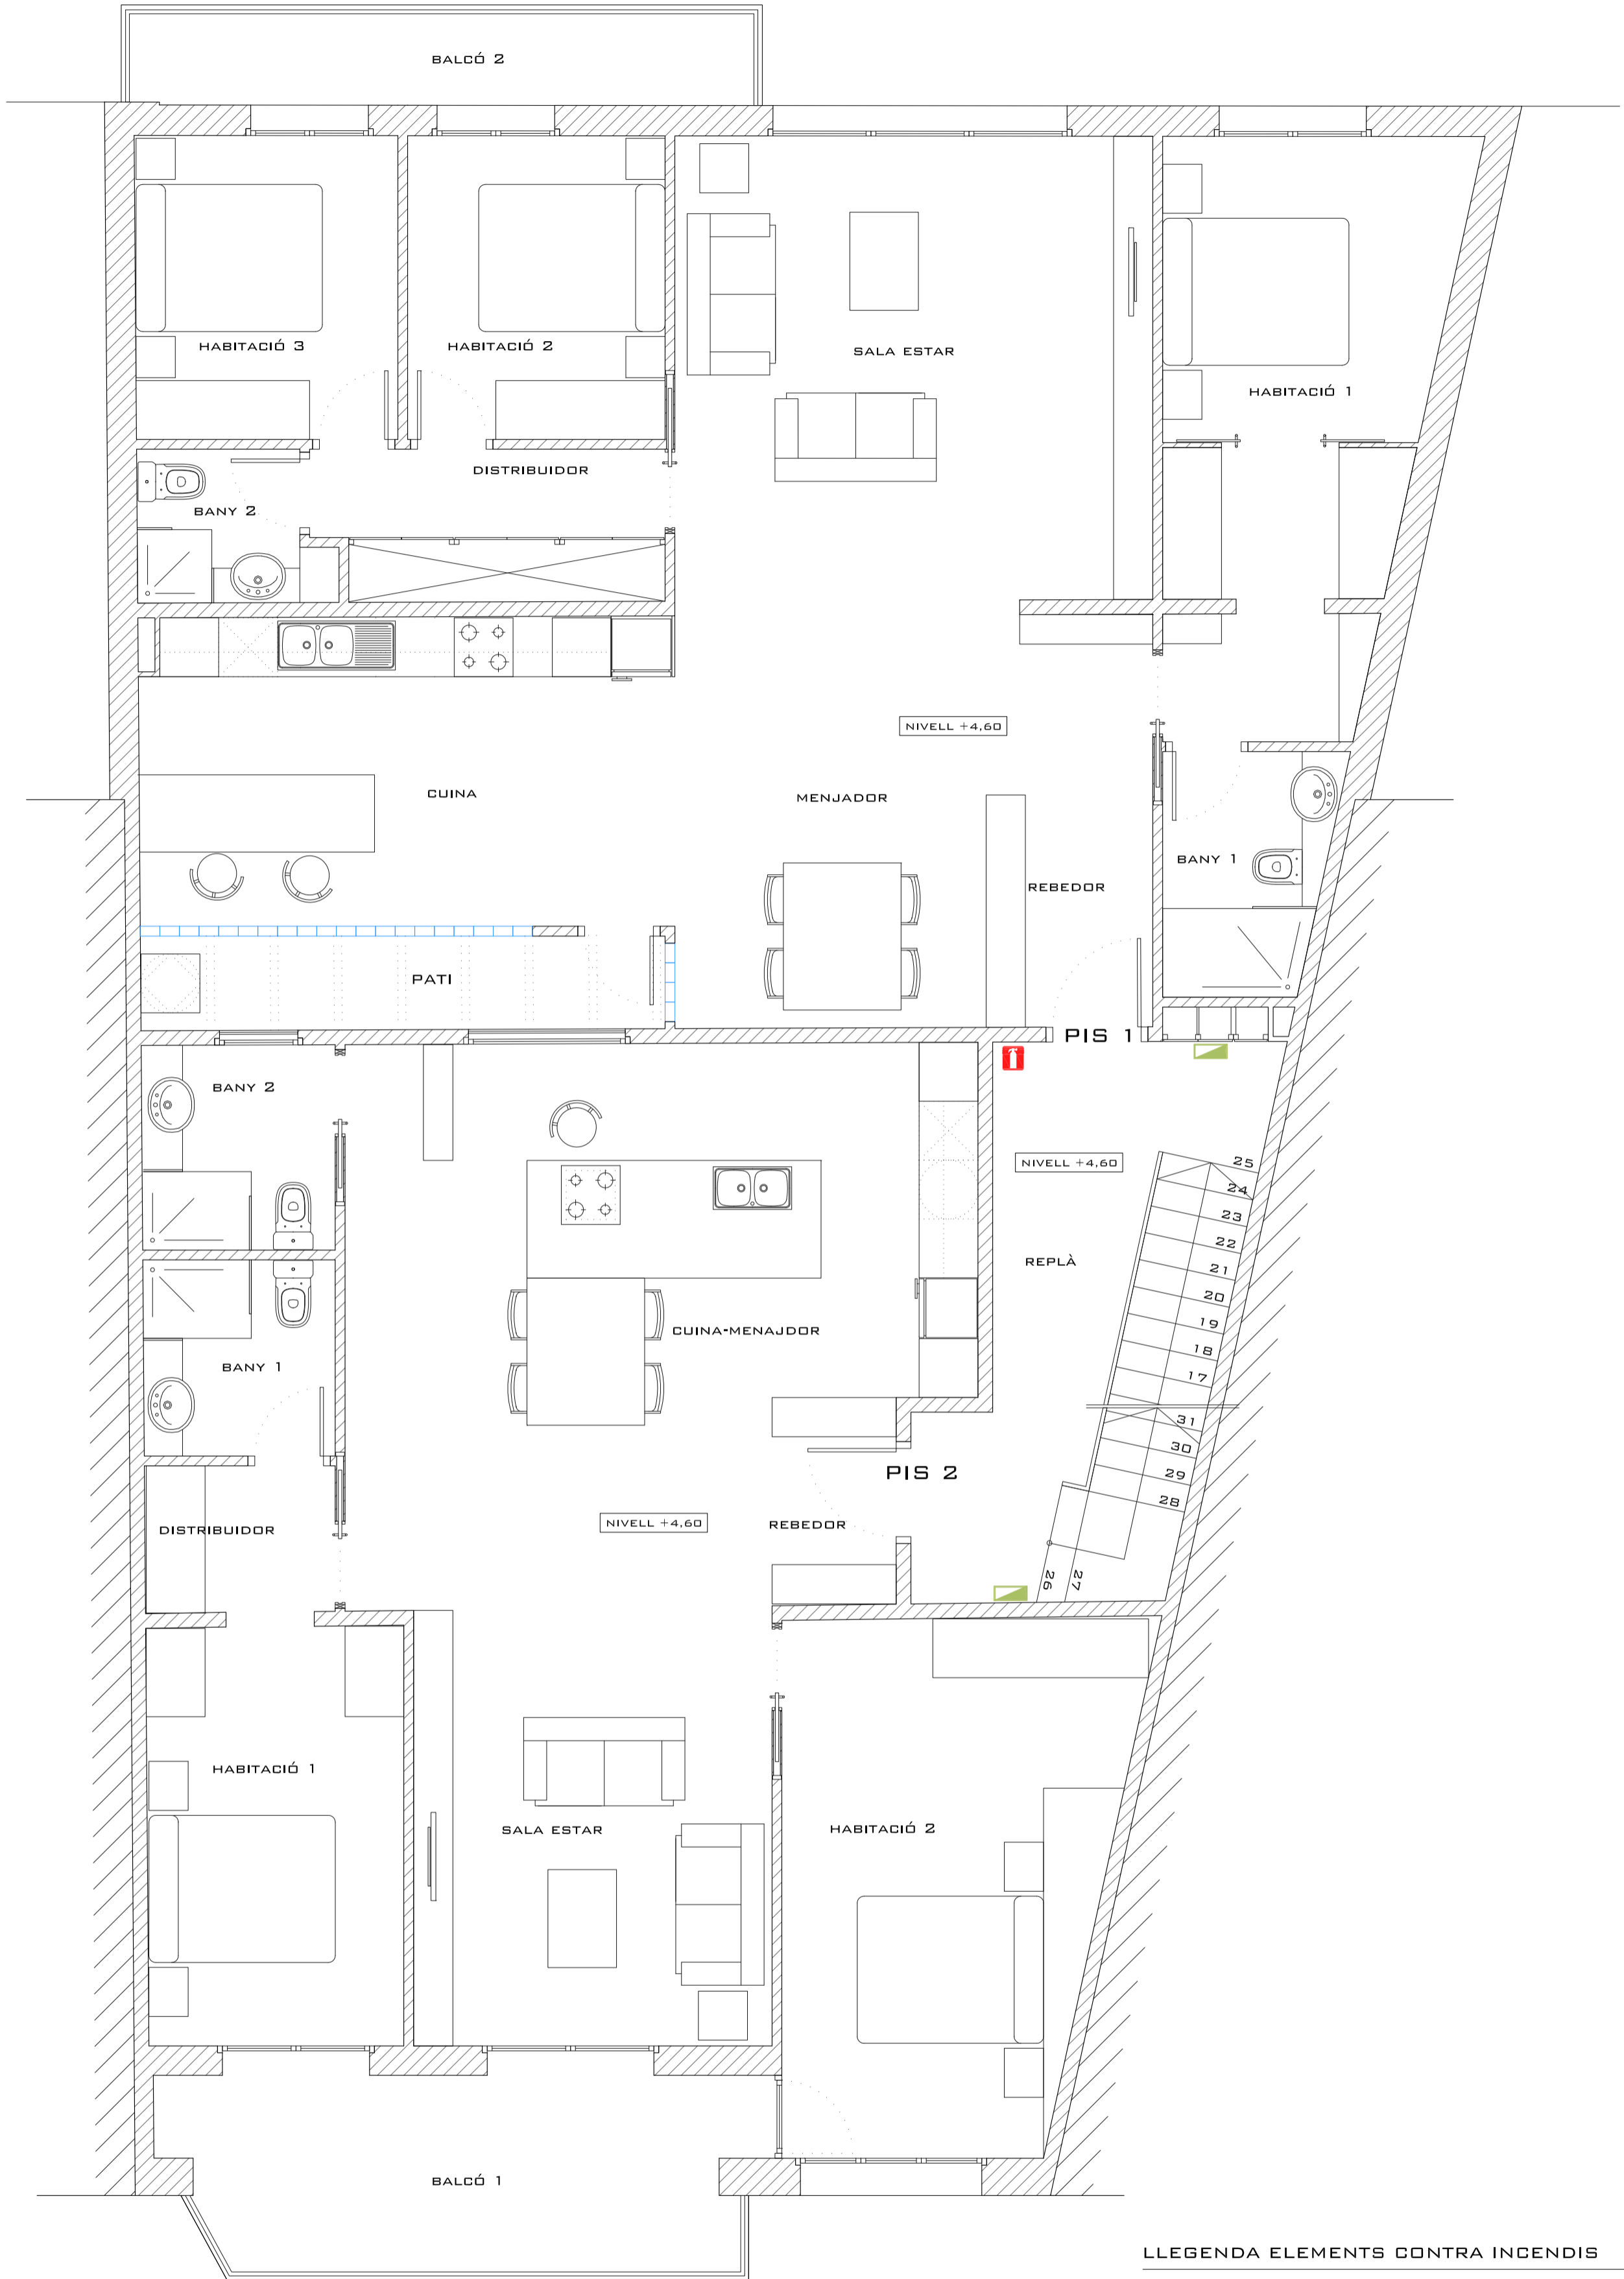 BALCÓ 2
HABITACIÓ 3
HABITACIÓ 2
SALA ESTAR
HABITACIÓ 1
DISTRIBUIDOR
BANY 2
NIVELL +4,60
CUINA
MENJADOR
BANY 1
REBEDOR
PATI
PIS 1
BANY 2
NIVELL +4,60
25
24
23
22
21
20
19
18
17
REPLÀ
CUINA-MENAJDOR
BANY 1
31
30
29
28
PIS 2
NIVELL +4,60
REBEDOR
DISTRIBUIDOR
26
27
HABITACIÓ 1
SALA ESTAR
HABITACIÓ 2
BALCÓ 1
LLEGENDA ELEMENTS CONTRA INCENDIS